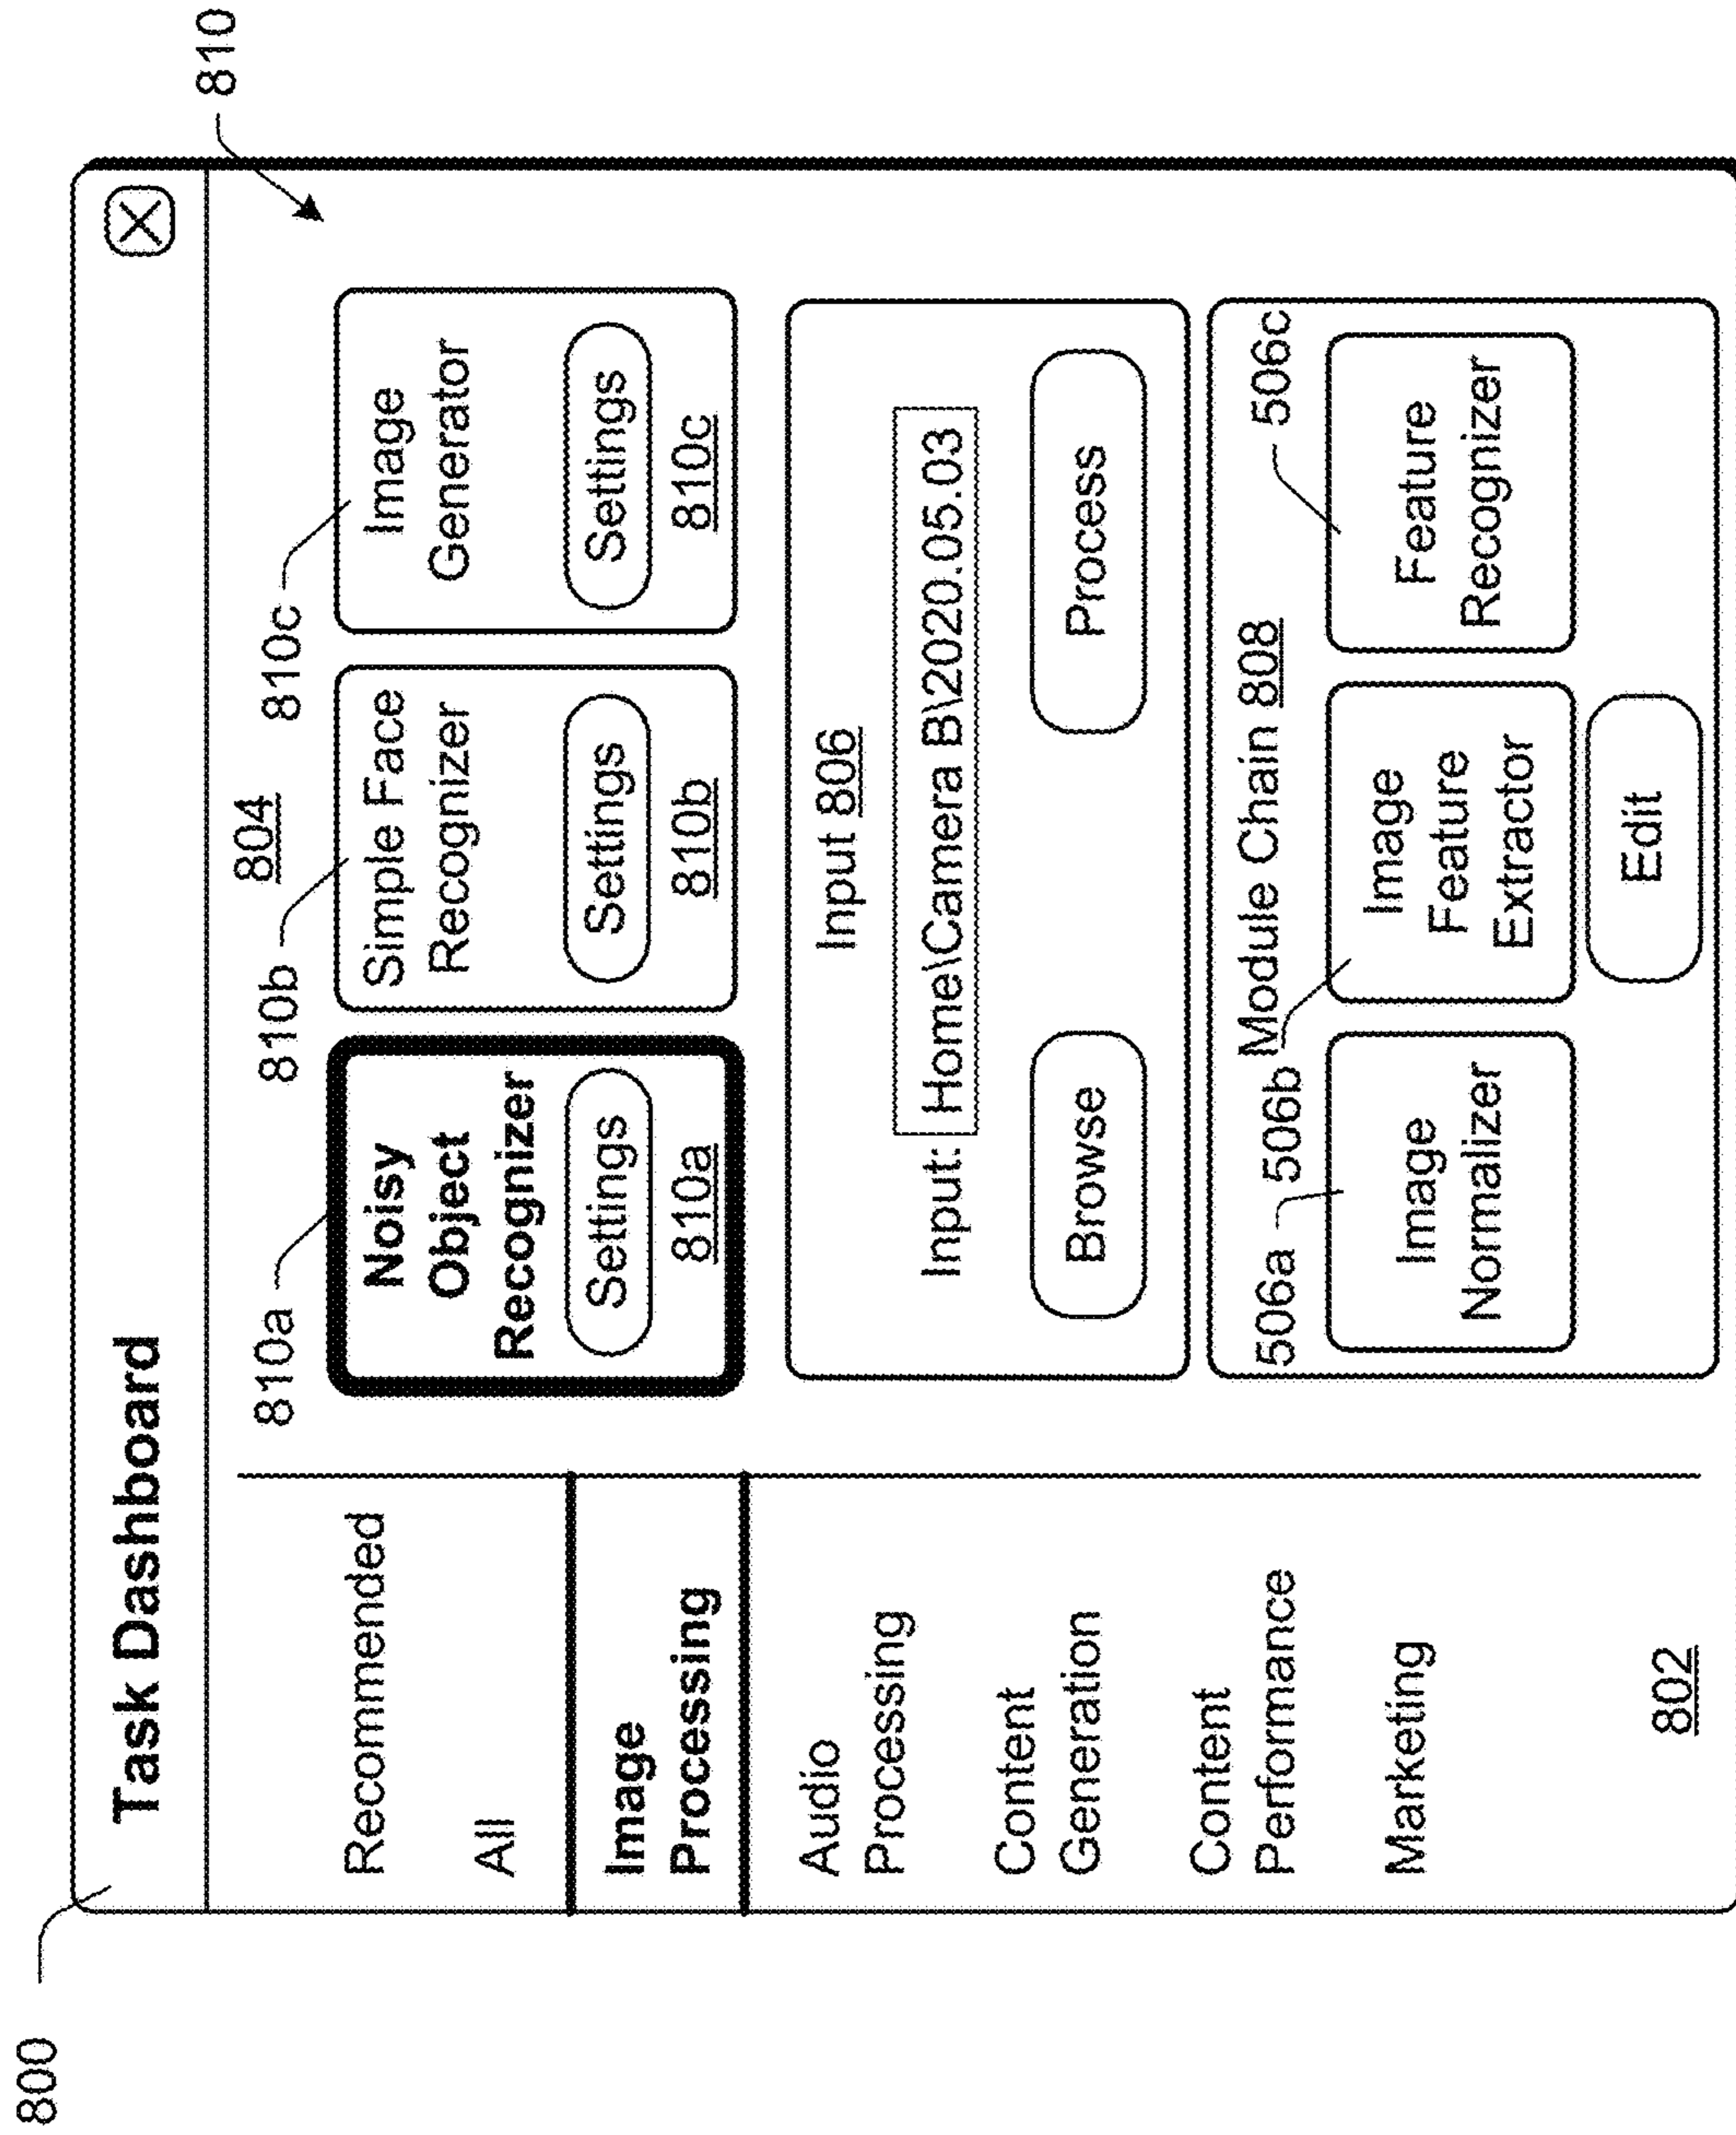 800
Task Dashboard
810
Recommended
All
Image
Processing
Audio
Processing
Content
Generation
Content
Performance
Marketing
802
804
810a
810b
810c
Noisy
Object
Recognizer
Settings
810a
Simple Face
Recognizer
Settings
810b
Image
Generator
Settings
810c
Input 806
Input: Home\Camera B\2020.05.03
Browse
Process
Module Chain 808
506a
506b
506c
Image
Normalizer
Image
Feature
Extractor
Feature
Recognizer
Edit